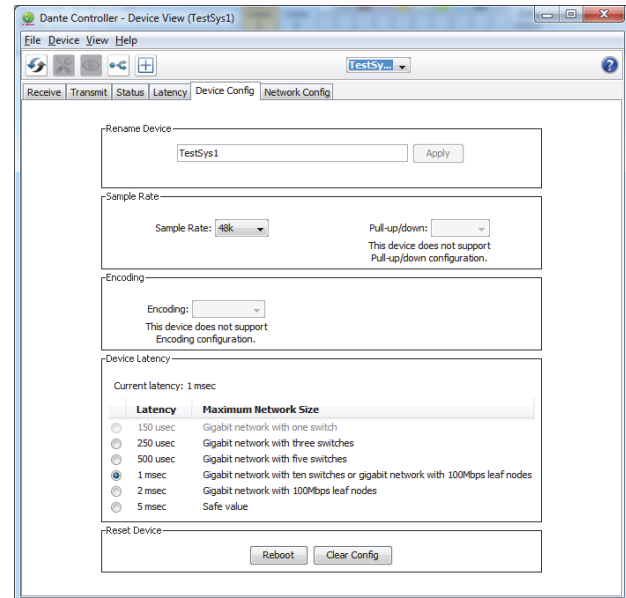 Dante Controller - Device View (TestSys1)
File Device View Help
TestSy...
Receive Transmit Status Latency Device Config Network Config
Rename Device
TestSys1 Apply
Sample Rate
Sample Rate: 48k Pull-up/down:
This device does not support
Pull-up/down configuration.
Encoding
Encoding:
This device does not support
Encoding configuration.
Device Latency
Current latency: 1 msec
Latency Maximum Network Size
150 usec Gigabit network with one switch
250 usec Gigabit network with three switches
500 usec Gigabit network with five switches
1 msec Gigabit network with ten switches or gigabit network with 100Mbps leaf nodes
2 msec Gigabit network with 100Mbps leaf nodes
5 msec Safe value
Reset Device
Reboot Clear Config